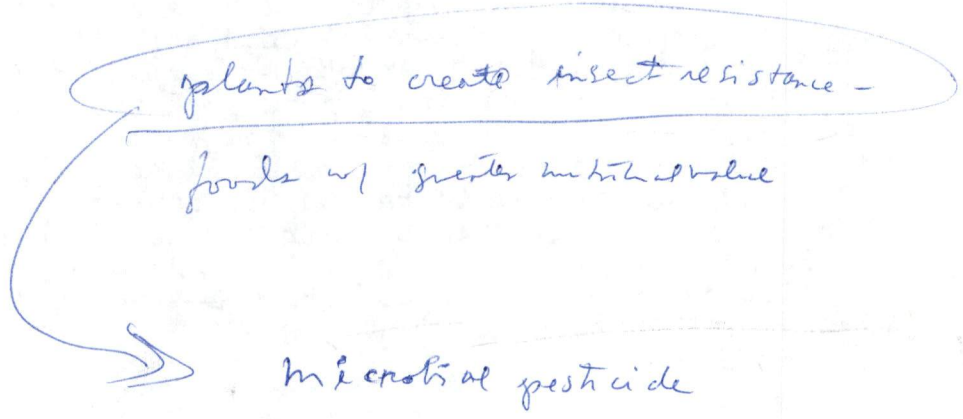 plants to create insect resistance -
foods w/ greater nutritional value
microbial pesticide